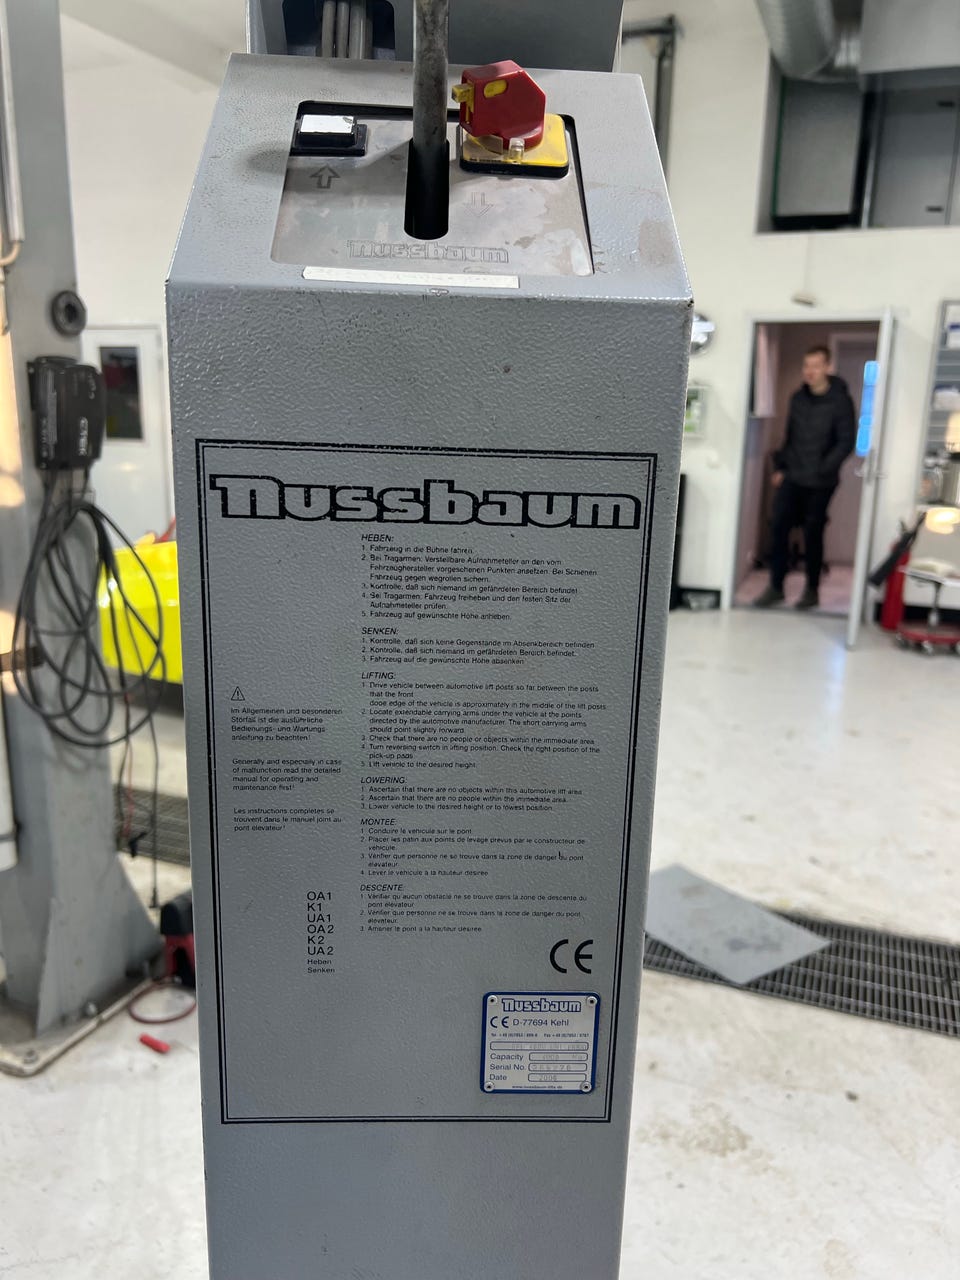 Nussbaum
CTEK
Nussbaum
HEBEN:
1. Fahrzeug in die Bühne fahren.
2. Bei Tragarmen: Verstellbare Aufnahmeteller an den vom
Fahrzeughersteller vorgeschenen Punkten ansetzen. Bei Schienen
Fahrzeug gegen wegrollen sichern.
3. Kontrolle, daß sich niemand im gefährdeten Bereich befindet
4. Bei Tragarmen: Fahrzeug freiheben und den festen Sitz der
Aufnahmeteller prüfen.
5. Fahrzeug auf gewünschte Höhe anheben.
SENKEN:
1. Kontrolle, daß sich keine Gegenstände im Absenkbereich befinden
2. Kontrolle, daß sich niemand im gefährdeten Bereich befindet.
3. Fahrzeug auf die gewünschte Höhe absenken
LIFTING:
1. Drive vehicle between automotive lift posts so far between the posts
that the front
dose edge of the vehicle is approximately in the middle of the lift posts
2. Locate extendable carrying arms under the vehicle at the points
directed by the automotive manufacturer. The short carrying arms
should point slightly forward.
3. Check that there are no people or objects within the immediate area
4. Turn reversing switch in lifting position. Check the right position of the
pick-up pads
5. Lift vehicle to the desired height
LOWERING:
1. Ascertain that there are no objects within this automotive lift area
2. Ascertain that there are no people within the immediate area
3. Lower vehicle to the desired height or to lowest position.
MONTEE:
1. Conduire le vehicule sur le pont
2. Placer les patin aux points de levage prevus par le constructeur de
vehicule.
3. Vérifier que personne ne se trouve dans la zone de danger du pont
élévateur
4. Lever le véhicule à la hauteur désirée
DESCENTE:
1. Vérifier qu'aucun obstacle ne se trouve dans la zone de descente du
pont élévateur
2. Vérifier que personne ne se trouve dans la zone de danger du pont
élévateur.
3. Amener le pont à la hauteur désirée
Im Allgemeinen und besonderen
Störfall ist die ausführliche
Bedienungs- und Wartungs
anleitung zu beachten!
Generally and especially in case
of malfunction read the detailed
manual for operating and
maintenance first!
Les instructions completes se
trouvent dans le manuel joint au
pont élévateur!
OA1
K1
UA1
OA2
K2
UA2
Heben
Senken
CE
Nussbaum
CE D-77694 Kehl
Capacity
Serial No.
Date 2006
www.nussbaum-lifts.de